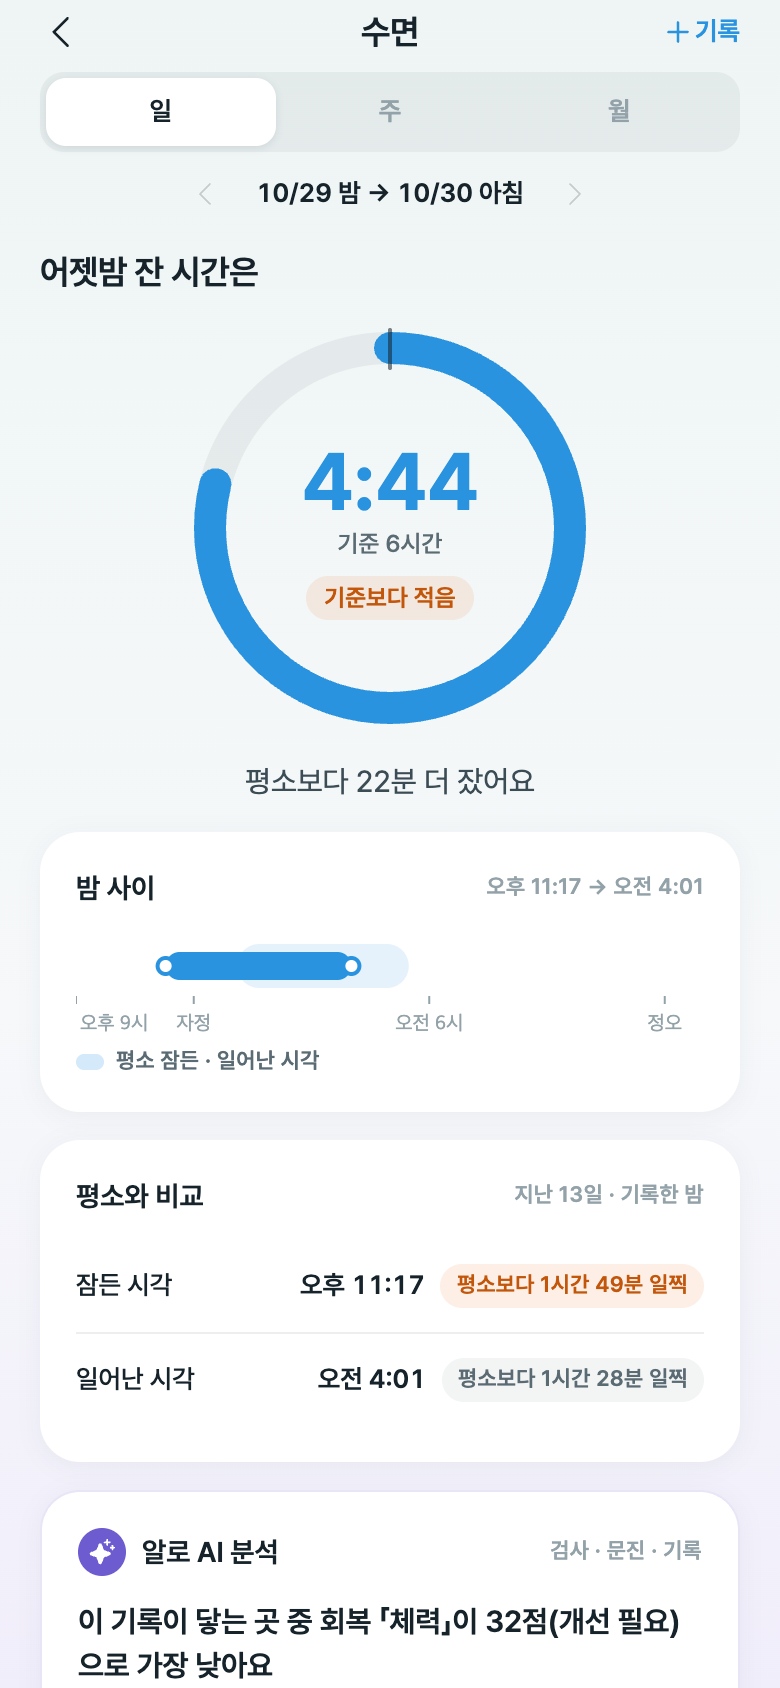 수면
+ 기록
일
주
월
10/29 밤 → 10/30 아침
어젯밤 잔 시간은
4:44
기준 6시간
기준보다 적음
평소보다 22분 더 잤어요
밤 사이
오후 11:17 → 오전 4:01
오후 9시
자정
오전 6시
정오
평소 잠든 · 일어난 시각
평소와 비교
지난 13일 · 기록한 밤
잠든 시각
오후 11:17
평소보다 1시간 49분 일찍
일어난 시각
오전 4:01
평소보다 1시간 28분 일찍
알로 AI 분석
검사 · 문진 · 기록
이 기록이 닿는 곳 중 회복 「체력」이 32점(개선 필요)
으로 가장 낮아요